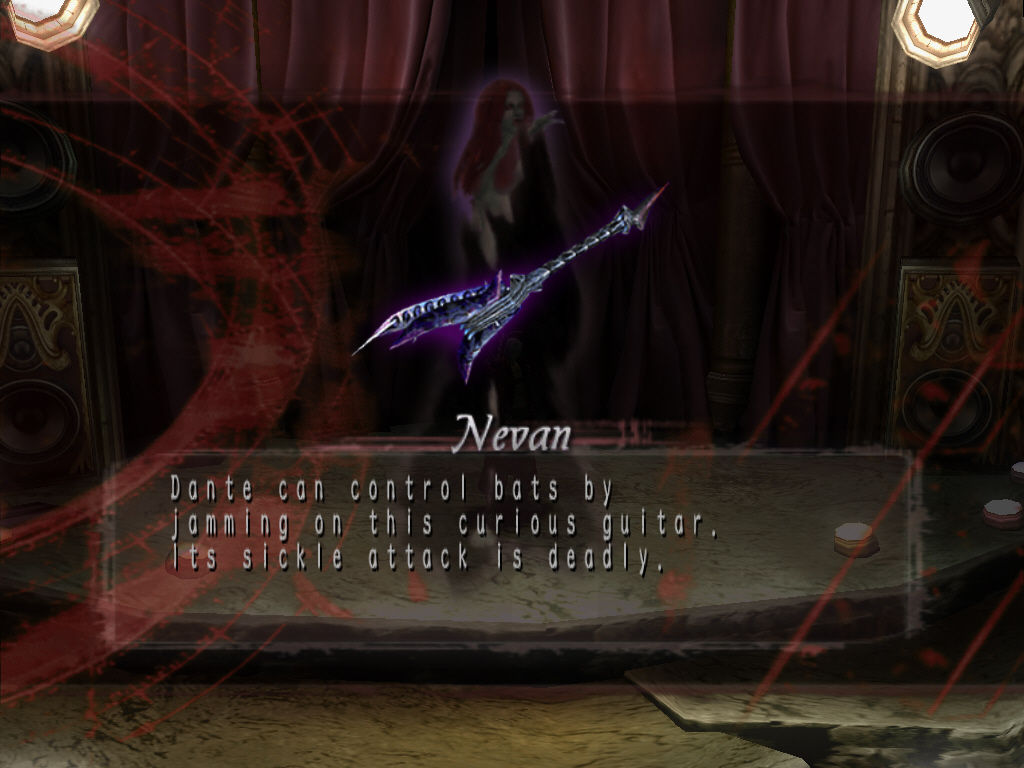 Nevan
Dante can control bats by
jamming on this curious guitar.
Its sickle attack is deadly.